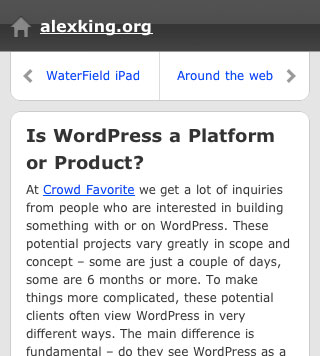 alexking.org
WaterField iPad
Around the web
Is WordPress a Platform
or Product?
At Crowd Favorite we get a lot of inquiries
from people who are interested in building
something with or on WordPress. These
potential projects vary greatly in scope and
concept – some are just a couple of days,
some are 6 months or more. To make
things more complicated, these potential
clients often view WordPress in very
different ways. The main difference is
fundamental – do they see WordPress as a